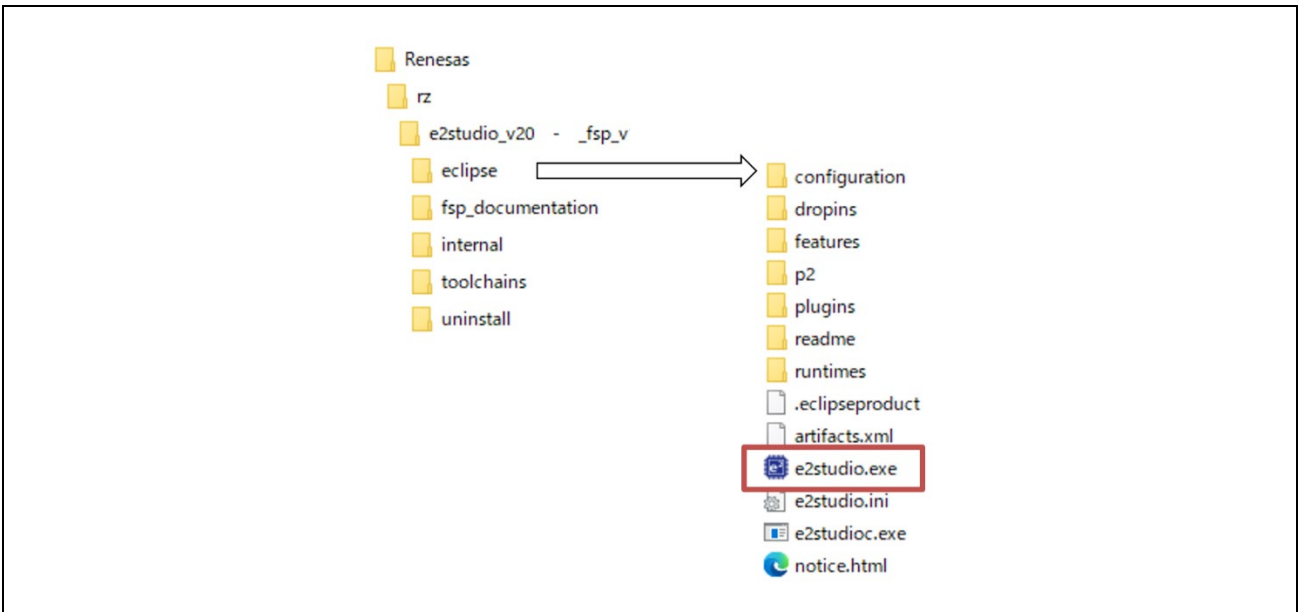 Renesas
rz
e2studio_v20 - _fsp_v
eclipse
fsp_documentation
internal
toolchains
uninstall
configuration
dropins
features
p2
plugins
readme
runtimes
.eclipseproduct
artifacts.xml
e2studio.exe
e2studio.ini
e2studioc.exe
notice.html